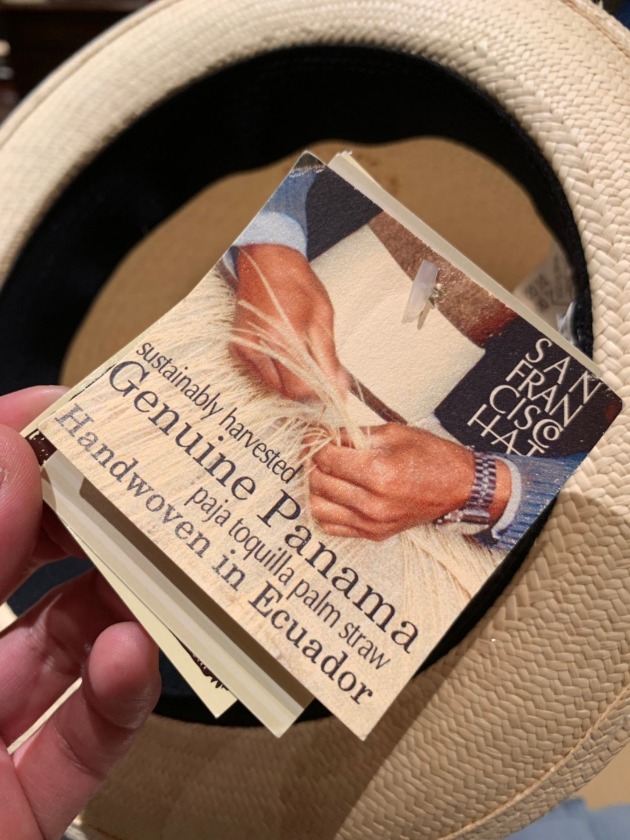 SAN
FRAN
CISCO
HAT
sustainably harvested
Genuine Panama
paja toquilla palm straw
Handwoven in Ecuador